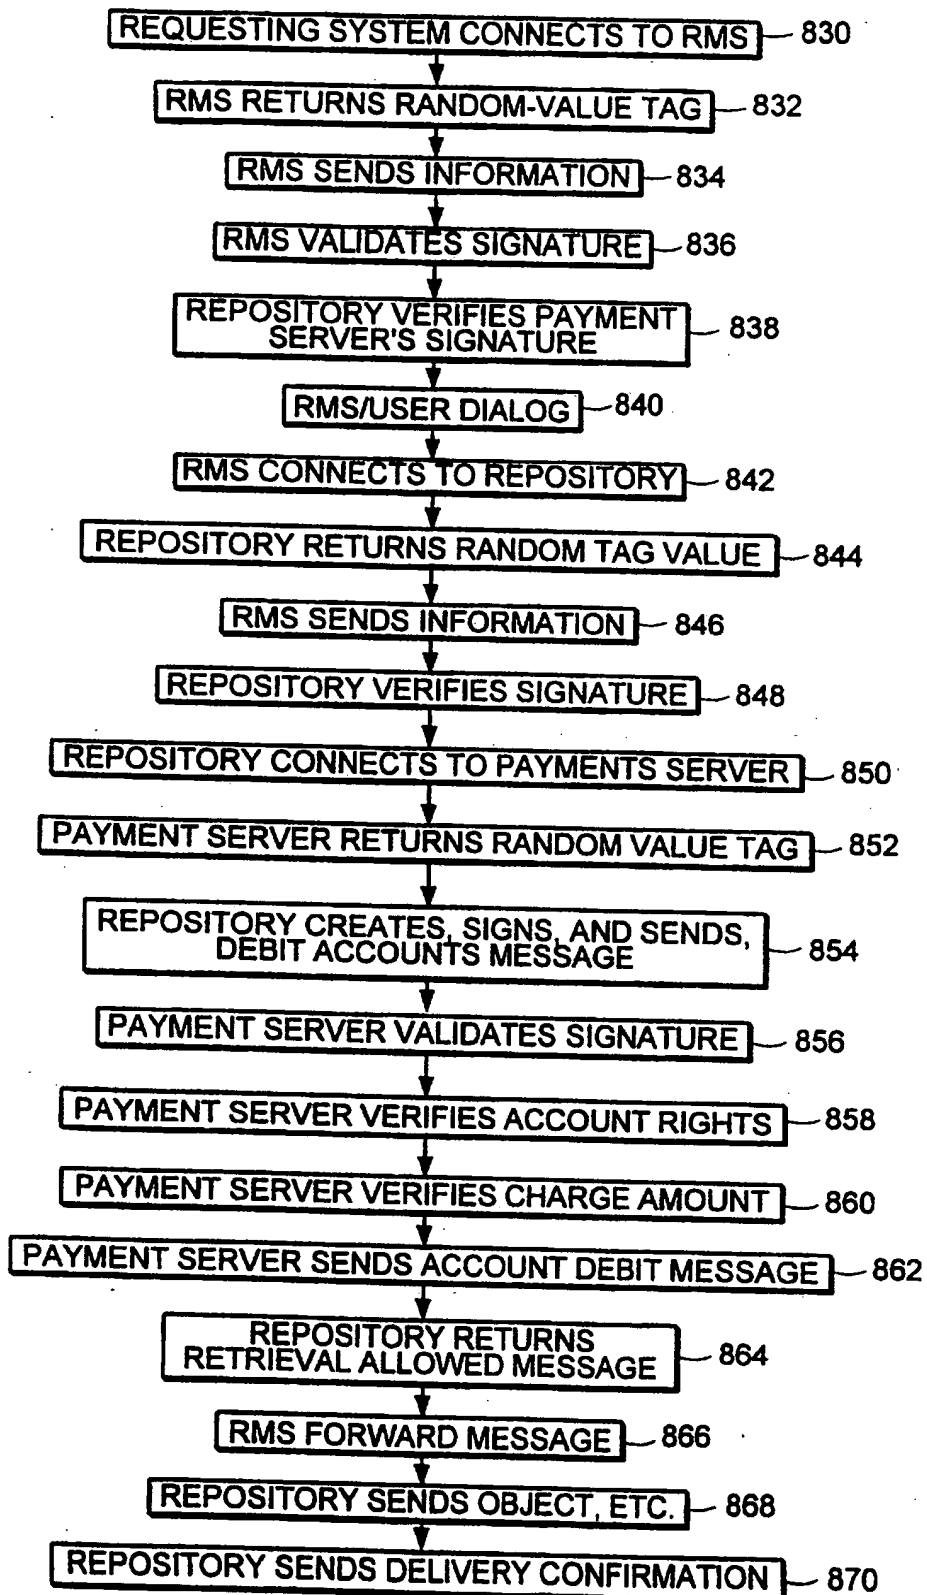 REQUESTING SYSTEM CONNECTS TO RMS 830
RMS RETURNS RANDOM-VALUE TAG 832
RMS SENDS INFORMATION 834
RMS VALIDATES SIGNATURE 836
REPOSITORY VERIFIES PAYMENT
SERVER'S SIGNATURE 838
RMS/USER DIALOG 840
RMS CONNECTS TO REPOSITORY 842
REPOSITORY RETURNS RANDOM TAG VALUE 844
RMS SENDS INFORMATION 846
REPOSITORY VERIFIES SIGNATURE 848
REPOSITORY CONNECTS TO PAYMENTS SERVER 850
PAYMENT SERVER RETURNS RANDOM VALUE TAG 852
REPOSITORY CREATES, SIGNS, AND SENDS,
DEBIT ACCOUNTS MESSAGE 854
PAYMENT SERVER VALIDATES SIGNATURE 856
PAYMENT SERVER VERIFIES ACCOUNT RIGHTS 858
PAYMENT SERVER VERIFIES CHARGE AMOUNT 860
PAYMENT SERVER SENDS ACCOUNT DEBIT MESSAGE 862
REPOSITORY RETURNS
RETRIEVAL ALLOWED MESSAGE 864
RMS FORWARD MESSAGE 866
REPOSITORY SENDS OBJECT, ETC. 868
REPOSITORY SENDS DELIVERY CONFIRMATION 870